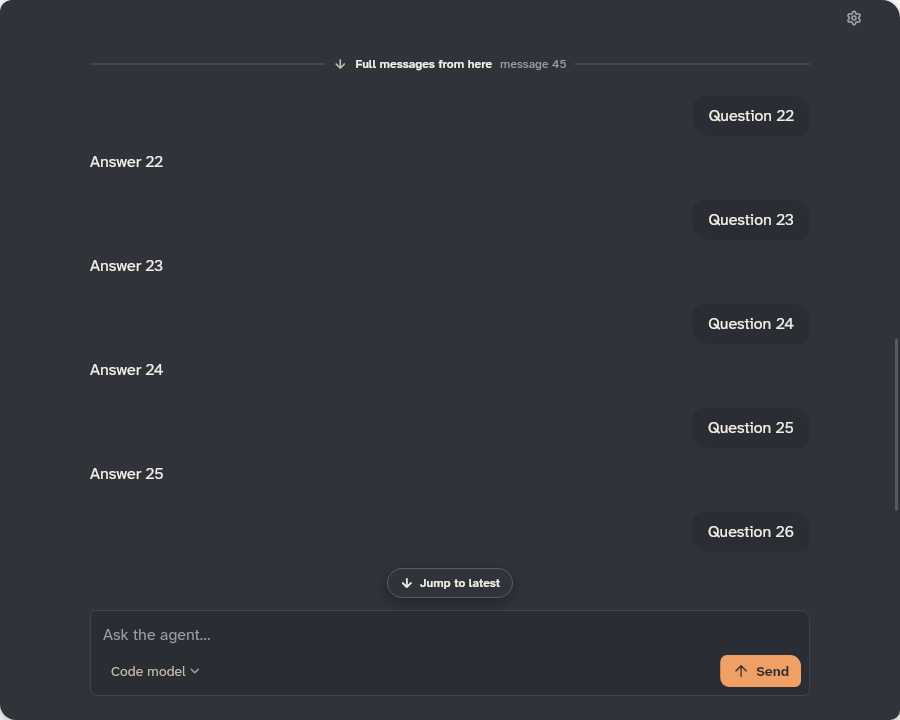 Full messages from here message 45
Question 22
Answer 22
Question 23
Answer 23
Question 24
Answer 24
Question 25
Answer 25
Question 26
Jump to latest
Ask the agent...
Code model
Send